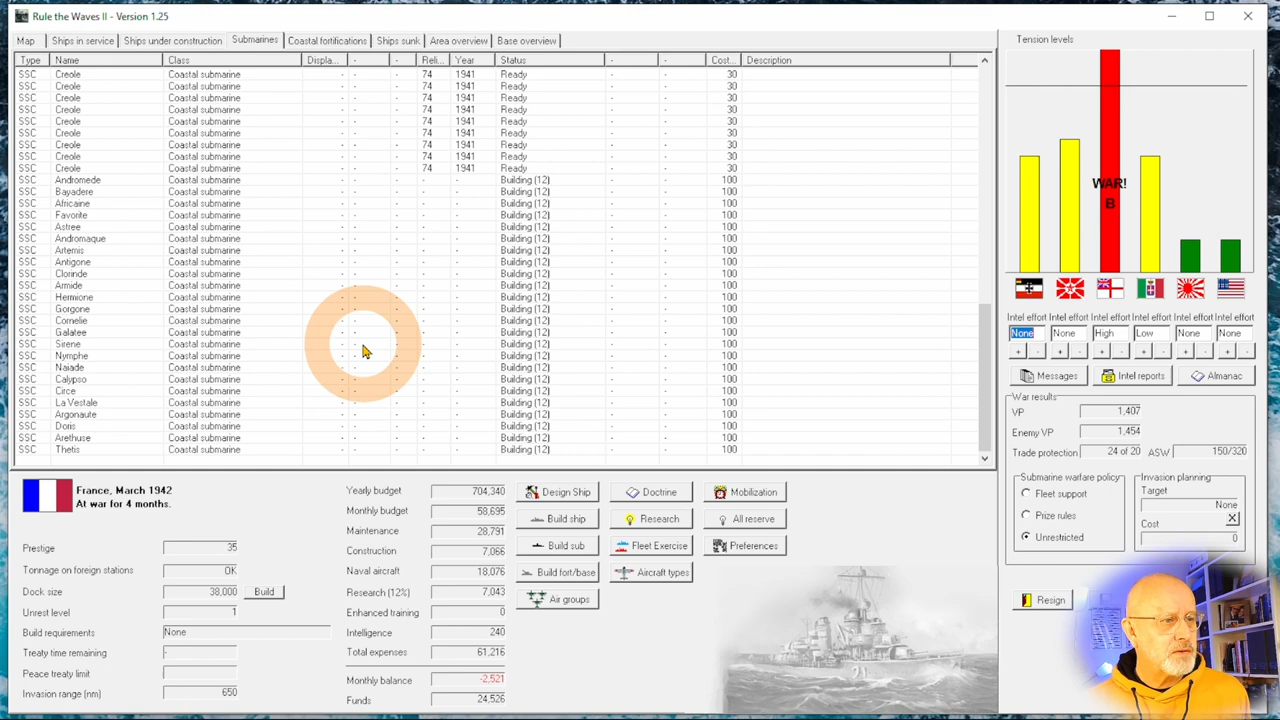 Rule the Waves II - Version 1.25
Map Ships in service Ships under construction Submarines Coastal fortifications Ships sunk Area overview Base overview
Type Name Class Displa... - - Reli... Year Status - - Cost... Description
SSC Creole Coastal submarine - - - 74 1941 Ready - - 30
SSC Creole Coastal submarine - - - 74 1941 Ready - - 30
SSC Creole Coastal submarine - - - 74 1941 Ready - - 30
SSC Creole Coastal submarine - - - 74 1941 Ready - - 30
SSC Creole Coastal submarine - - - 74 1941 Ready - - 30
SSC Creole Coastal submarine - - - 74 1941 Ready - - 30
SSC Creole Coastal submarine - - - 74 1941 Ready - - 30
SSC Creole Coastal submarine - - - 74 1941 Ready - - 30
SSC Creole Coastal submarine - - - 74 1941 Ready - - 30
SSC Andromede Coastal submarine - - - - - Building (12) - - 100
SSC Bayadere Coastal submarine - - - - - Building (12) - - 100
SSC Africaine Coastal submarine - - - - - Building (12) - - 100
SSC Favorite Coastal submarine - - - - - Building (12) - - 100
SSC Astree Coastal submarine - - - - - Building (12) - - 100
SSC Andromaque Coastal submarine - - - - - Building (12) - - 100
SSC Artemis Coastal submarine - - - - - Building (12) - - 100
SSC Antigone Coastal submarine - - - - - Building (12) - - 100
SSC Clorinde Coastal submarine - - - - - Building (12) - - 100
SSC Armide Coastal submarine - - - - - Building (12) - - 100
SSC Hermione Coastal submarine - - - - - Building (12) - - 100
SSC Gorgone Coastal submarine - - - - - Building (12) - - 100
SSC Cornelie Coastal submarine - - - - - Building (12) - - 100
SSC Galatee Coastal submarine - - - - - Building (12) - - 100
SSC Sirene Coastal submarine - - - - - Building (12) - - 100
SSC Nymphe Coastal submarine - - - - - Building (12) - - 100
SSC Naiade Coastal submarine - - - - - Building (12) - - 100
SSC Calypso Coastal submarine - - - - - Building (12) - - 100
SSC Circe Coastal submarine - - - - - Building (12) - - 100
SSC La Vestale Coastal submarine - - - - - Building (12) - - 100
SSC Argonaute Coastal submarine - - - - - Building (12) - - 100
SSC Doris Coastal submarine - - - - - Building (12) - - 100
SSC Arethuse Coastal submarine - - - - - Building (12) - - 100
SSC Thetis Coastal submarine - - - - - Building (12) - - 100
Tension levels
WAR!
B
Intel effort Intel effort Intel effort Intel effort Intel effort Intel effort
None None High Low None None
+ - + - + - + - + - + -
Messages Intel reports Almanac
War results
VP 1,407
Enemy VP 1,454
Trade protection 24 of 20 ASW 150/320
Submarine warfare policy
Fleet support
Prize rules
Unrestricted
Invasion planning
Target
None
Cost X
0
Resign
France, March 1942
At war for 4 months.
Prestige 35
Tonnage on foreign stations OK
Dock size 38,000 Build
Unrest level 1
Build requirements None
Treaty time remaining -
Peace treaty limit
Invasion range (nm) 650
Yearly budget 704,340
Monthly budget 58,695
Maintenance 28,791
Construction 7,066
Naval aircraft 18,076
Research (12%) 7,043
Enhanced training 0
Intelligence 240
Total expenses 61,216
Monthly balance -2,521
Funds 24,526
Design Ship Doctrine Mobilization
Build ship Research All reserve
Build sub Fleet Exercise Preferences
Build fort/base Aircraft types
Air groups